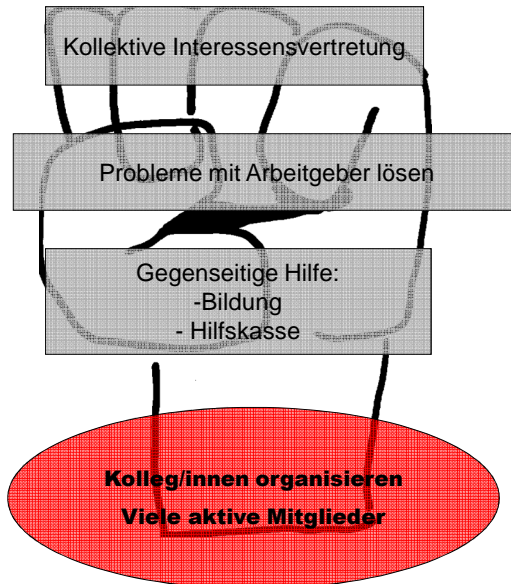 Kollektive Interessensvertretung
Probleme mit Arbeitgeber lösen
Gegenseitige Hilfe:
-Bildung
- Hilfskasse
Kolleg/innen organisieren
Viele aktive Mitglieder